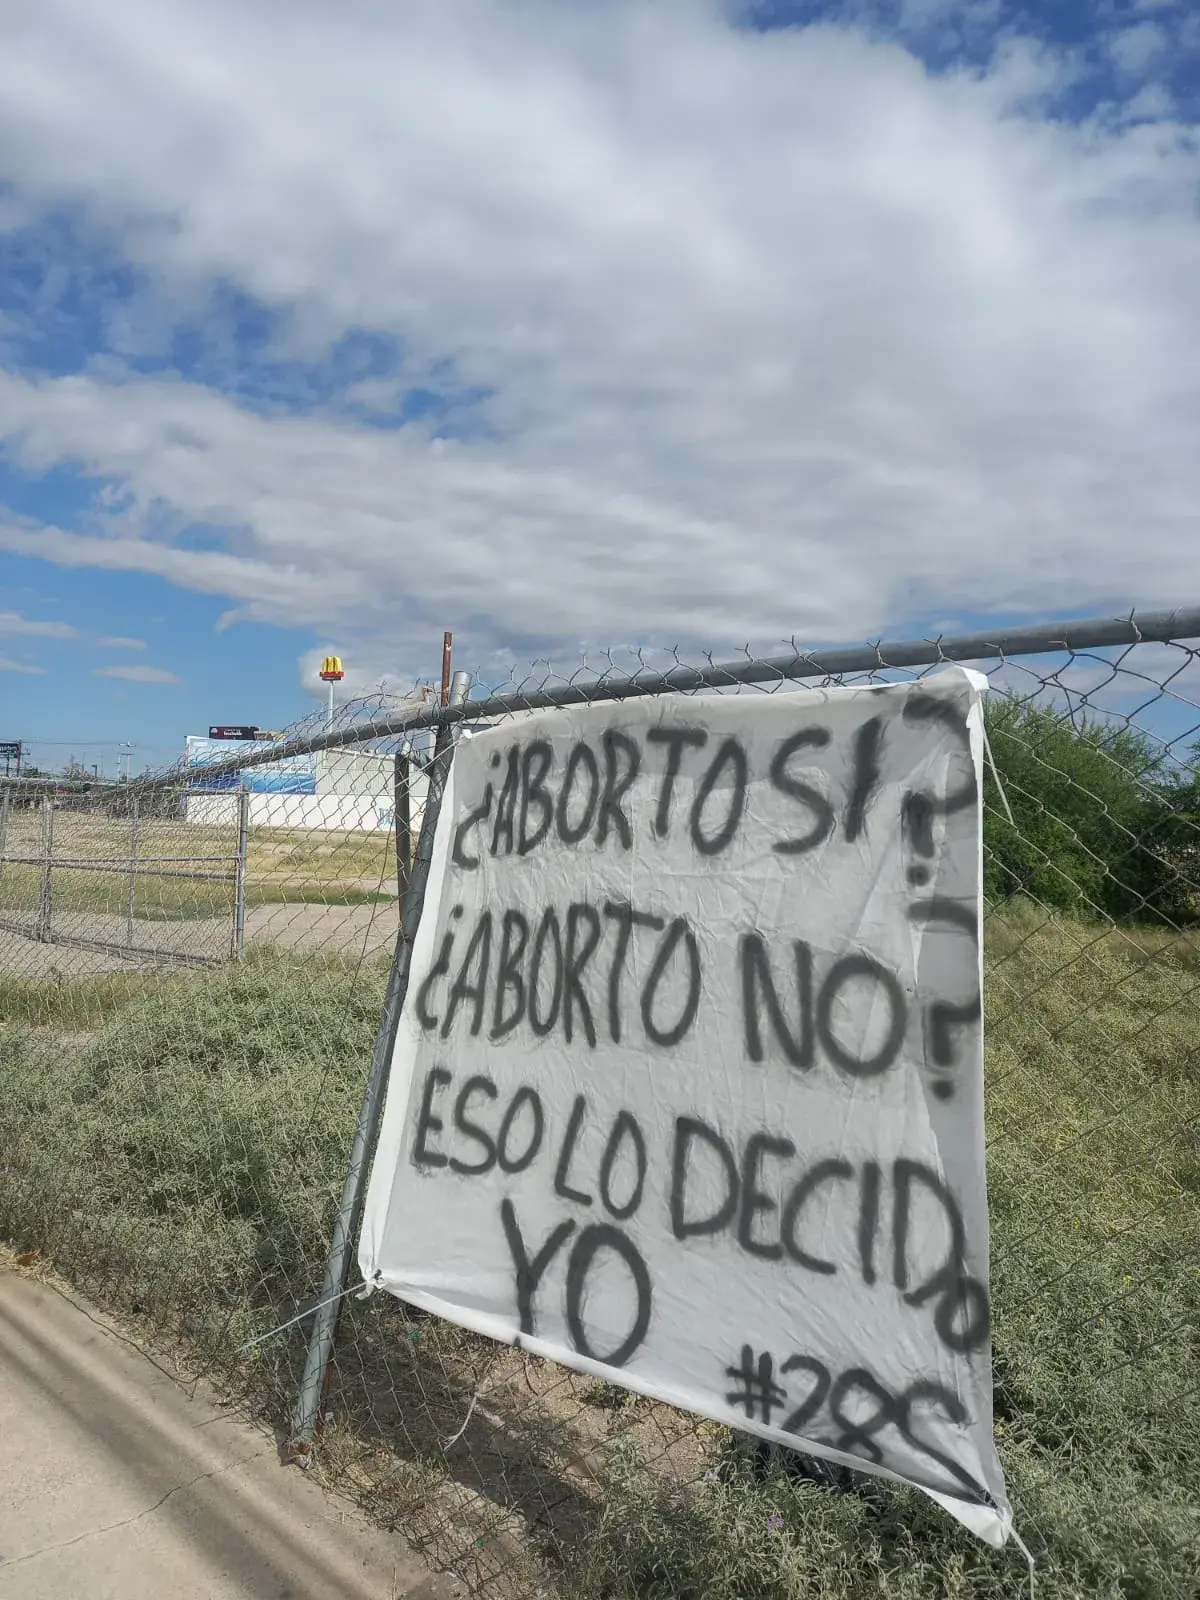 ¿ABORTO SI?
¿ABORTO NO?
ESO LO DECIDO
YO
#28S